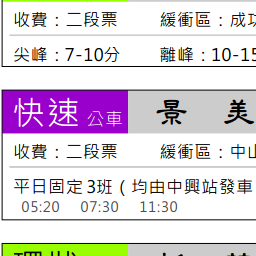 收費：二段票 緩衝區：成功
尖峰：7-10分 離峰：10-15
快速 公車 景 美
收費：二段票 緩衝區：中山
平日固定 3班（均由中興站發車
05:20 07:30 11:30